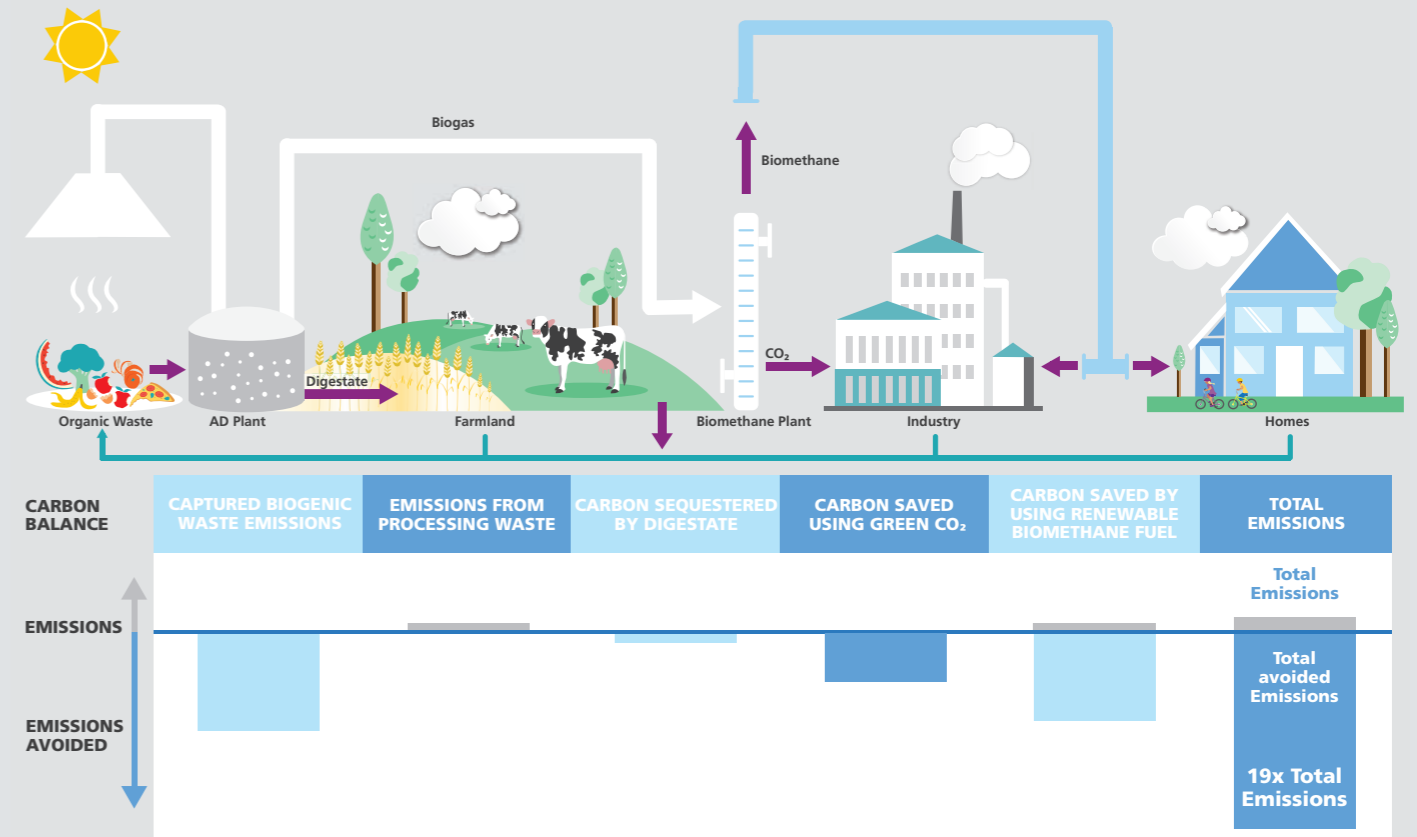 Biogas
Biomethane
CO₂
Digestate
Organic Waste
AD Plant
Farmland
Biomethane Plant
Industry
Homes
CARBON
BALANCE
CAPTURED BIOGENIC
WASTE EMISSIONS
EMISSIONS FROM
PROCESSING WASTE
CARBON SEQUESTERED
BY DIGESTATE
CARBON SAVED
USING GREEN CO₂
CARBON SAVED BY
USING RENEWABLE
BIOMETHANE FUEL
TOTAL
EMISSIONS
Total
Emissions
EMISSIONS
Total
avoided
Emissions
EMISSIONS
AVOIDED
19x Total
Emissions